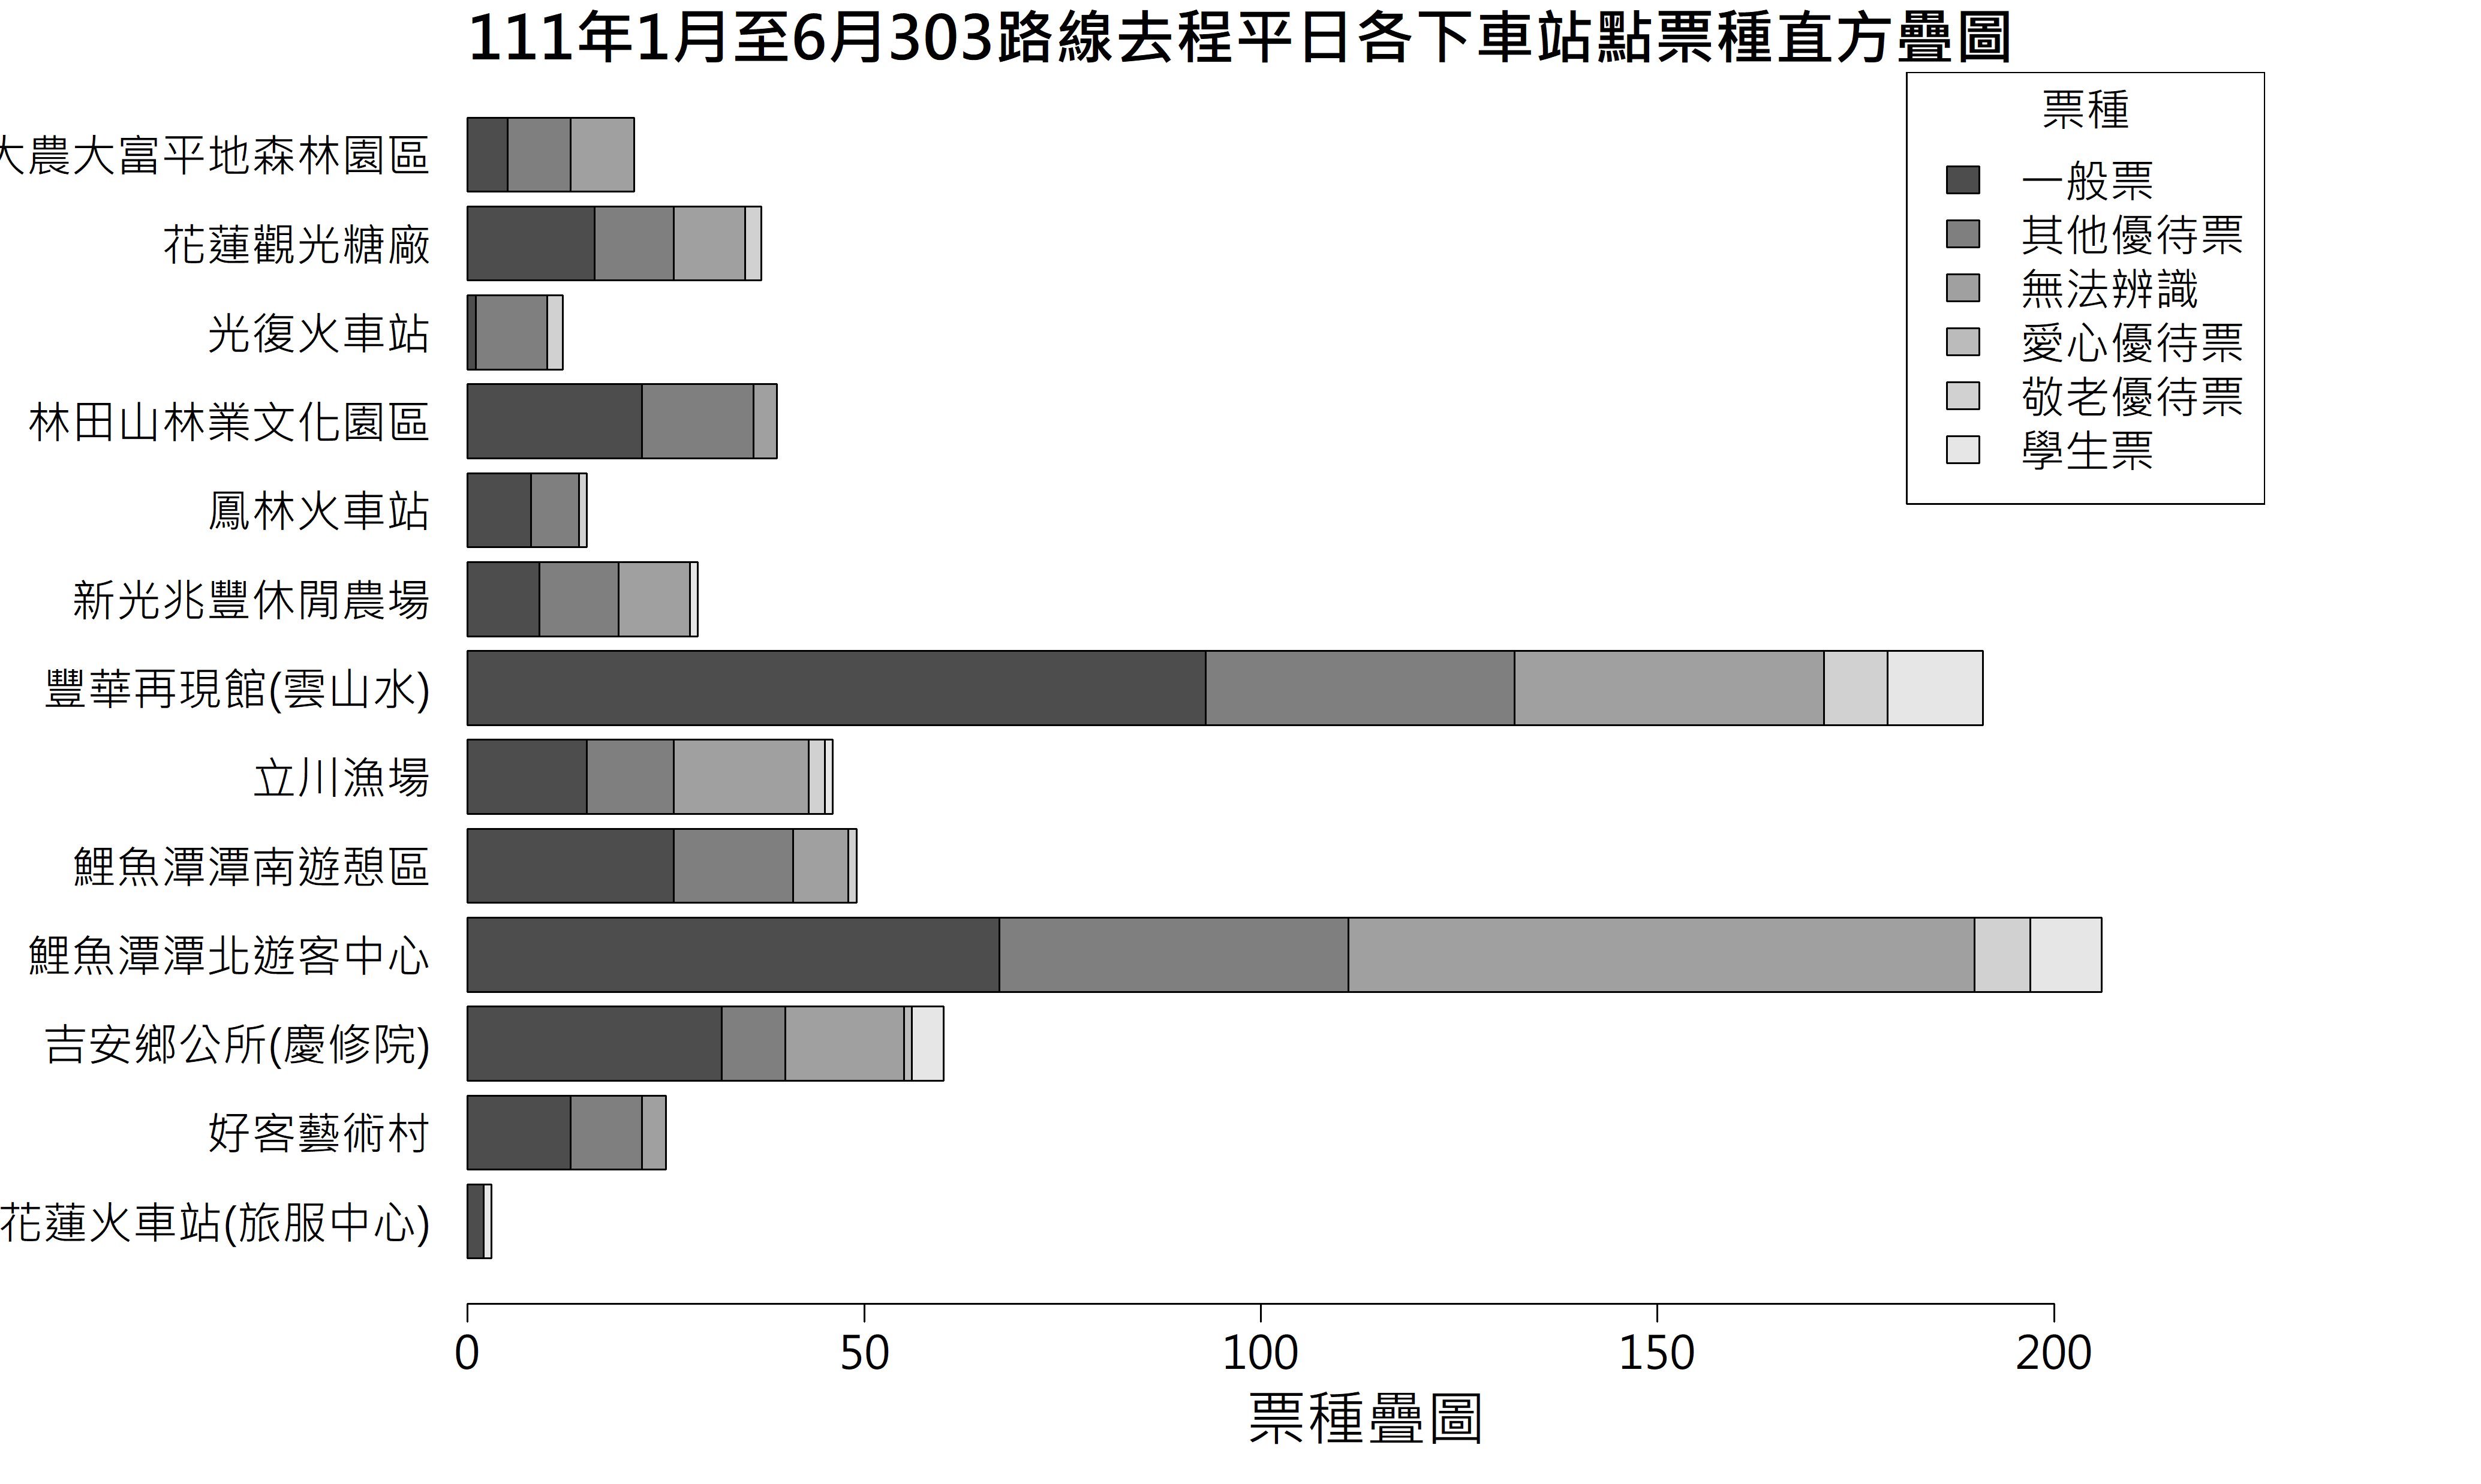 111年1月至6月303路線去程平日各下車站點票種直方疊圖
票種
一般票
其他優待票
無法辨識
愛心優待票
敬老優待票
學生票
大農大富平地森林園區
花蓮觀光糖廠
光復火車站
林田山林業文化園區
鳳林火車站
新光兆豐休閒農場
豐華再現館(雲山水)
立川漁場
鯉魚潭潭南遊憩區
鯉魚潭潭北遊客中心
吉安鄉公所(慶修院)
好客藝術村
花蓮火車站(旅服中心)
0 50 100 150 200
票種疊圖